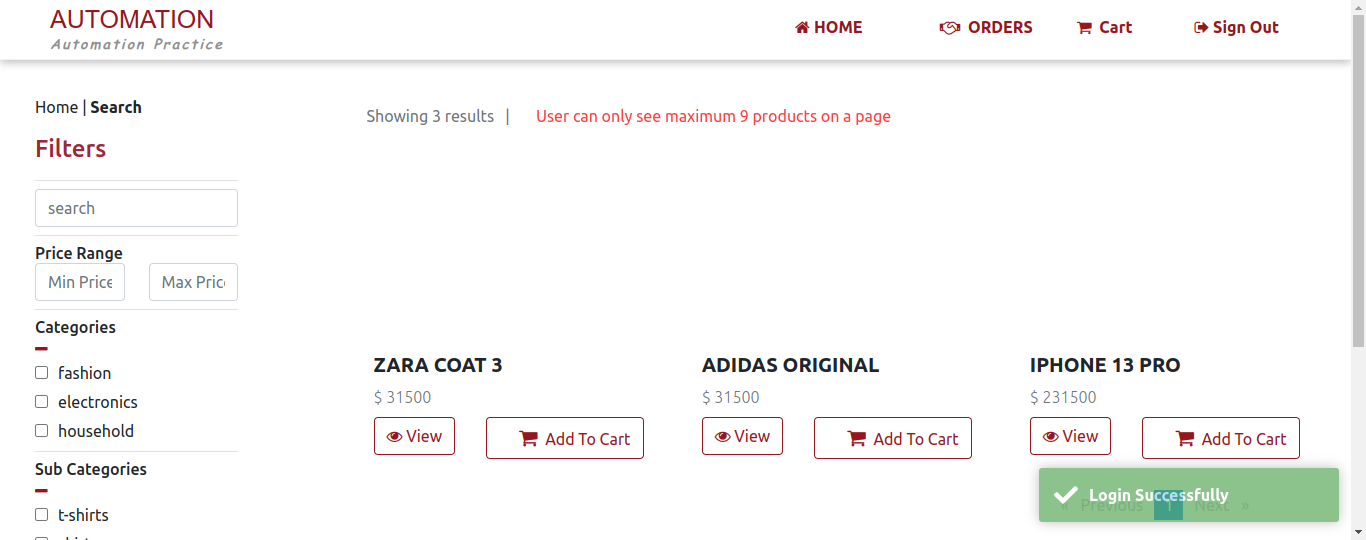 AUTOMATION
Automation Practice
HOME
ORDERS
Cart
Sign Out
Home | Search
Filters
search
Price Range
Min Price
Max Pric
Categories
fashion
electronics
household
Sub Categories
t-shirts
Showing 3 results |
User can only see maximum 9 products on a page
ZARA COAT 3
$ 31500
View
Add To Cart
ADIDAS ORIGINAL
$ 31500
View
Add To Cart
IPHONE 13 PRO
$ 231500
View
Add To Cart
Login Successfully
« Previous 1 Next »